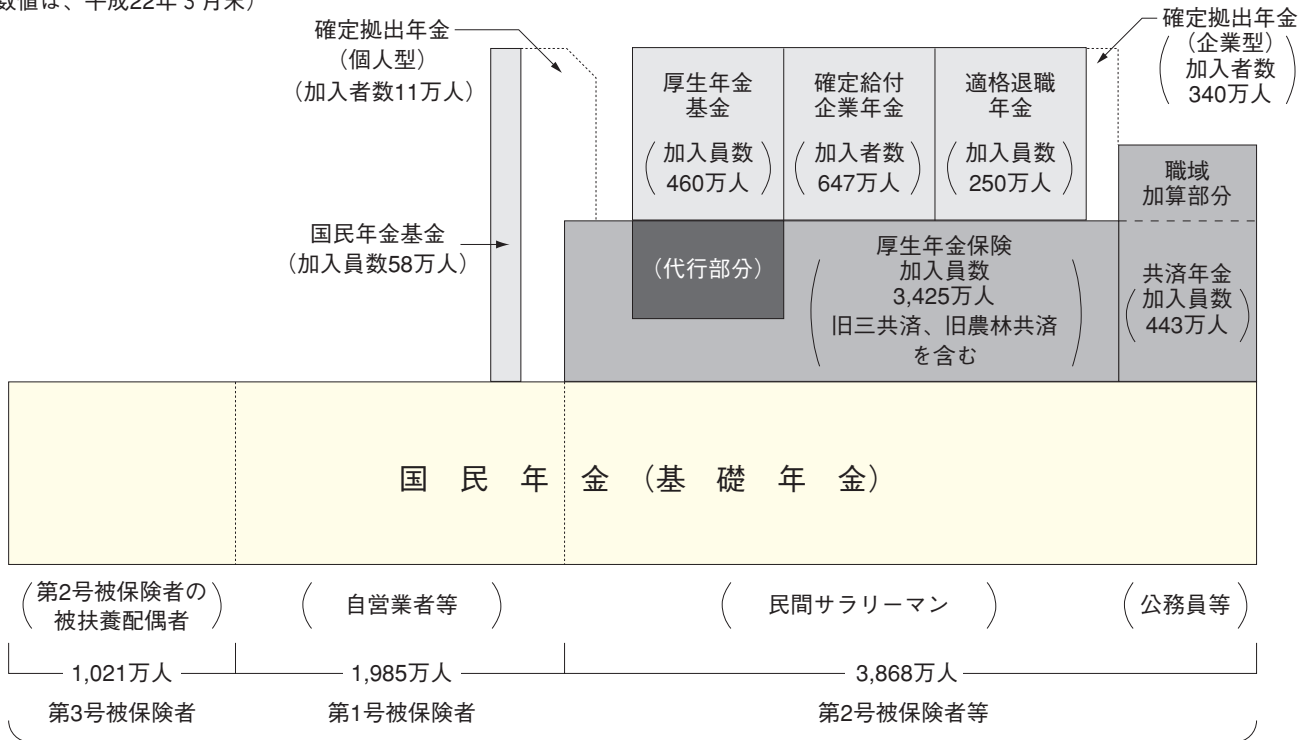 数値は、平成22年3月末）
確定拠出年金
（個人型）
（加入者数11万人）
国民年金基金
（加入員数58万人）
厚生年金
基金
（加入員数
460万人）
確定給付
企業年金
（加入者数
647万人）
適格退職
年金
（加入員数
250万人）
確定拠出年金
（企業型）
加入者数
340万人
職域
加算部分
（代行部分）
厚生年金保険
加入員数
3,425万人
旧三共済、旧農林共済
を含む
共済年金
加入員数
443万人
国民年金（基礎年金）
（第2号被保険者の
被扶養配偶者）
（自営業者等）
（民間サラリーマン）
（公務員等）
1,021万人
1,985万人
3,868万人
第3号被保険者
第1号被保険者
第2号被保険者等